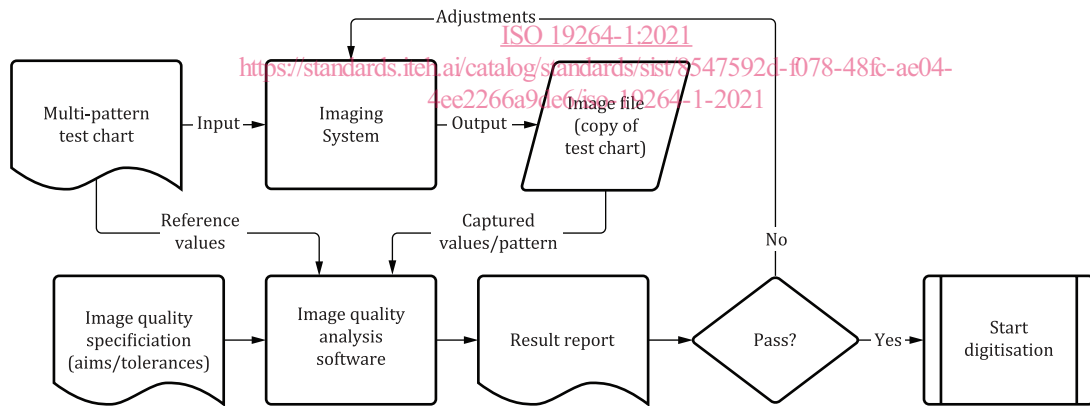 Adjustments
ISO 19264-1:2021
https://standards.iteh.ai/catalog/standards/sist/8547592d-f078-48fc-ae04-
4ee2266a9de6/iso-19264-1-2021
Multi-pattern
test chart
Input
Imaging
System
Output
Image file
(copy of
test chart)
Reference
values
Captured
values/pattern
No
Image quality
specificiation
(aims/tolerances)
Image quality
analysis
software
Result report
Pass?
Yes
Start
digitisation